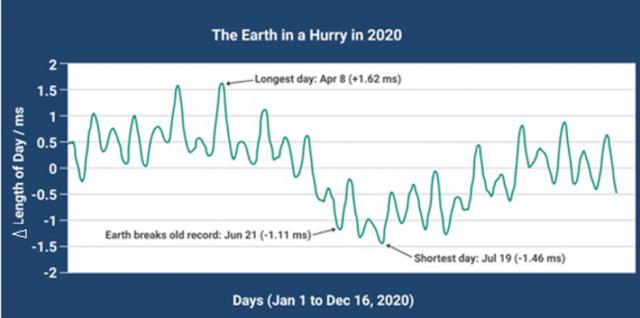 The Earth in a Hurry in 2020
2
1.5
1
0.5
0
-0.5
-1
-1.5
-2
Δ Length of Day / ms
Longest day: Apr 8 (+1.62 ms)
Earth breaks old record: Jun 21 (-1.11 ms)
Shortest day: Jul 19 (-1.46 ms)
Days (Jan 1 to Dec 16, 2020)